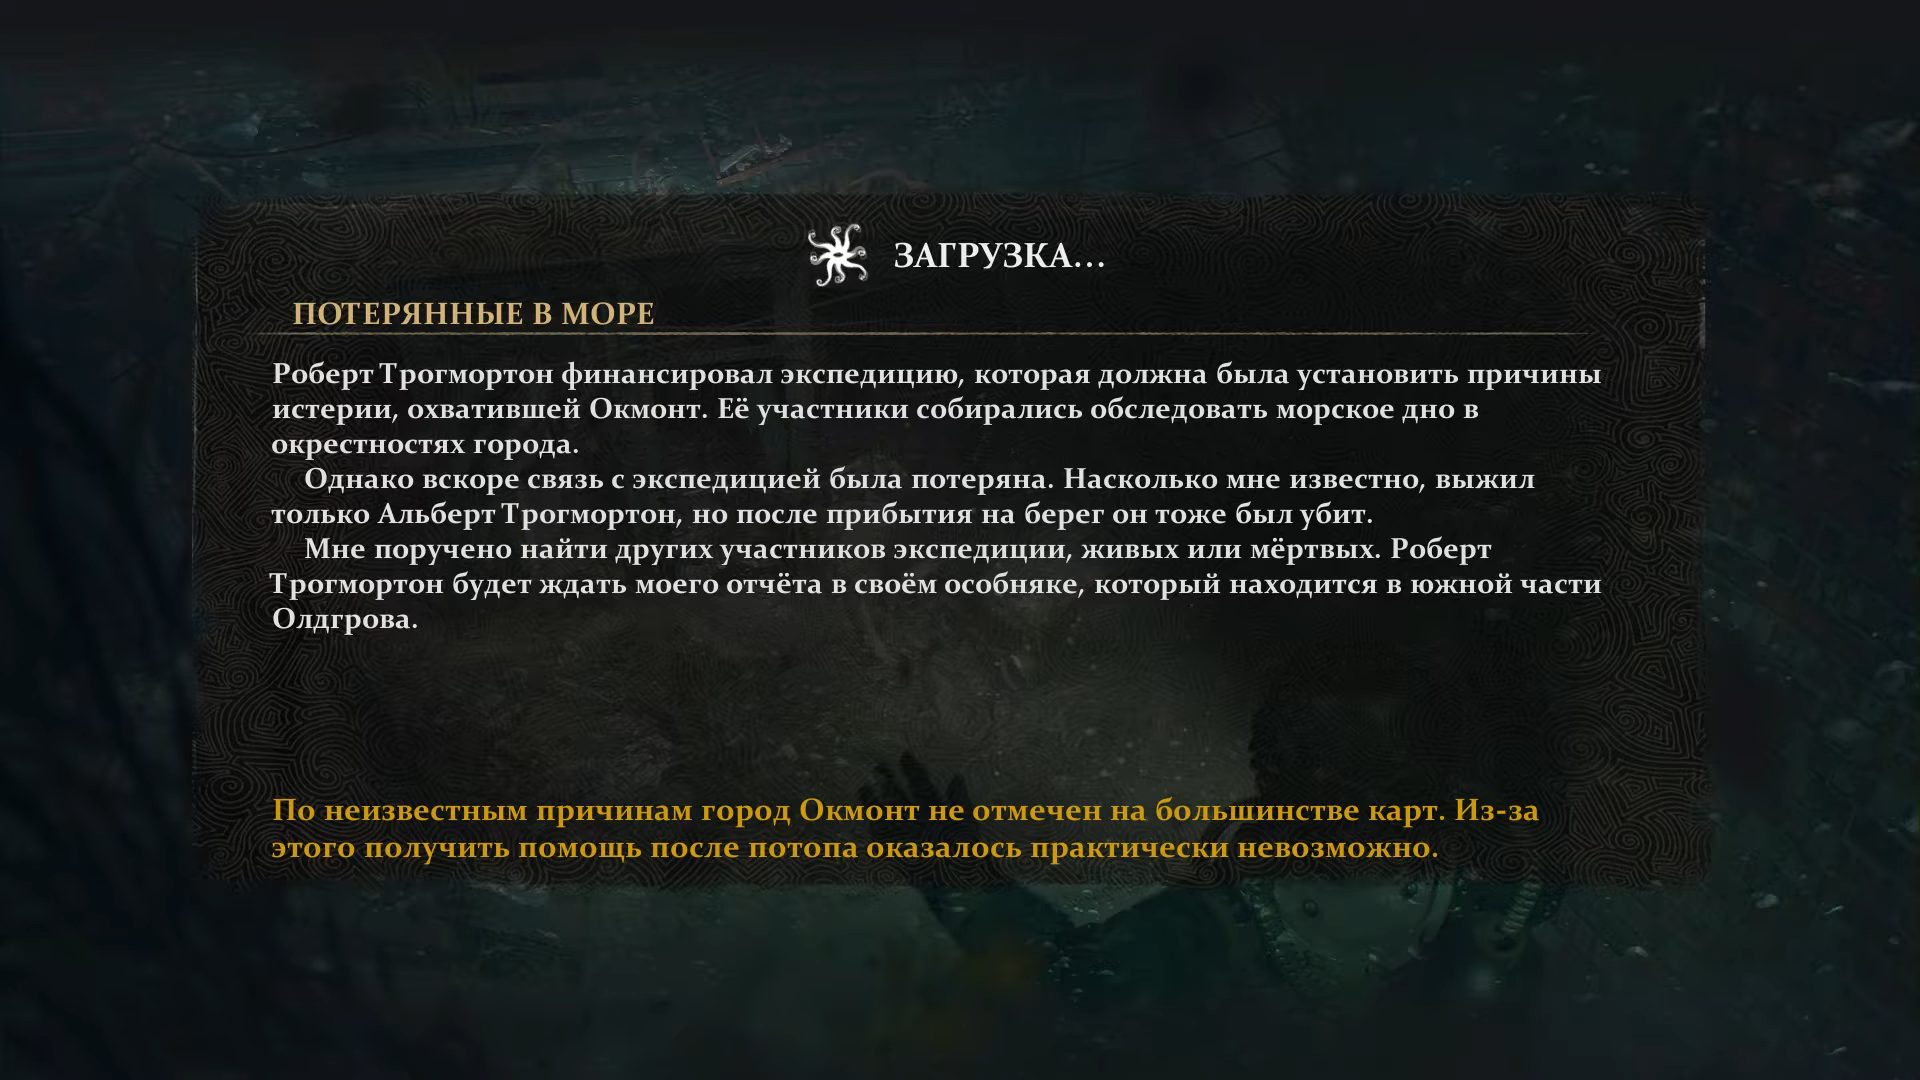 ЗАГРУЗКА...
ПОТЕРЯННЫЕ В МОРЕ
Роберт Трогмортон финансировал экспедицию, которая должна была установить причины
истерии, охватившей Окмонт. Её участники собирались обследовать морское дно в
окрестностях города.
Однако вскоре связь с экспедицией была потеряна. Насколько мне известно, выжил
только Альберт Трогмортон, но после прибытия на берег он тоже был убит.
Мне поручено найти других участников экспедиции, живых или мёртвых. Роберт
Трогмортон будет ждать моего отчёта в своём особняке, который находится в южной части
Олдгрова.
По неизвестным причинам город Окмонт не отмечен на большинстве карт. Из-за
этого получить помощь после потопа оказалось практически невозможно.